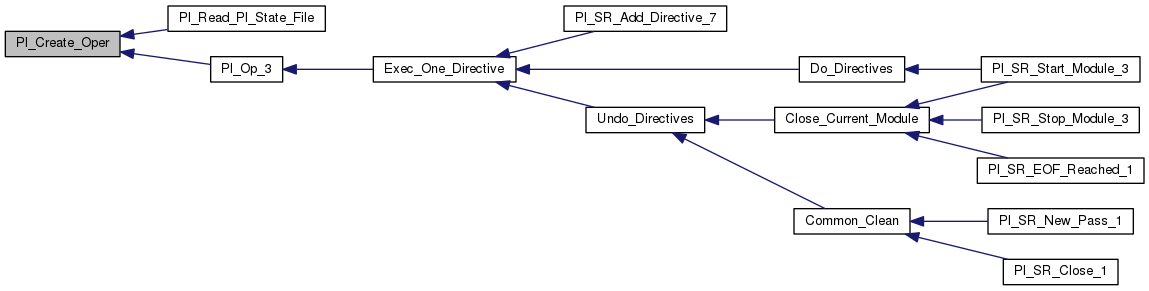 Pl_Create_Oper
Pl_Read_Pl_State_File
Pl_Op_3
Exec_One_Directive
Pl_SR_Add_Directive_7
Do_Directives
Pl_SR_Start_Module_3
Undo_Directives
Close_Current_Module
Pl_SR_Stop_Module_3
Pl_SR_EOF_Reached_1
Common_Clean
Pl_SR_New_Pass_1
Pl_SR_Close_1